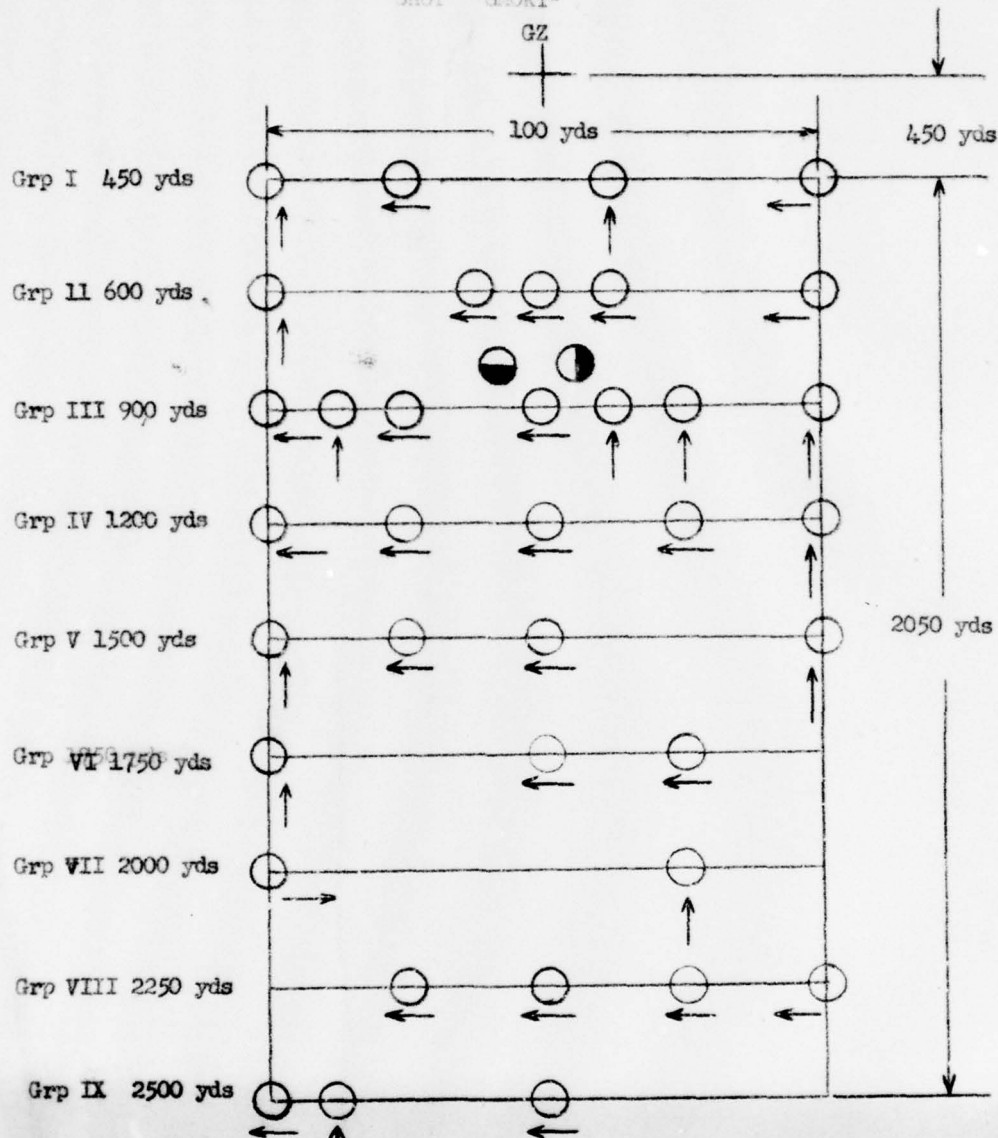 GZ
100 yds
450 yds
Grp I 450 yds
Grp 11 600 yds.
Grp III 900 yds
Grp IV 1200 yds
Grp V 1500 yds
2050 yds
Grp VI 1750 yds
Grp VII 2000 yds
Grp VIII 2250 yds
Grp IX 2500 yds